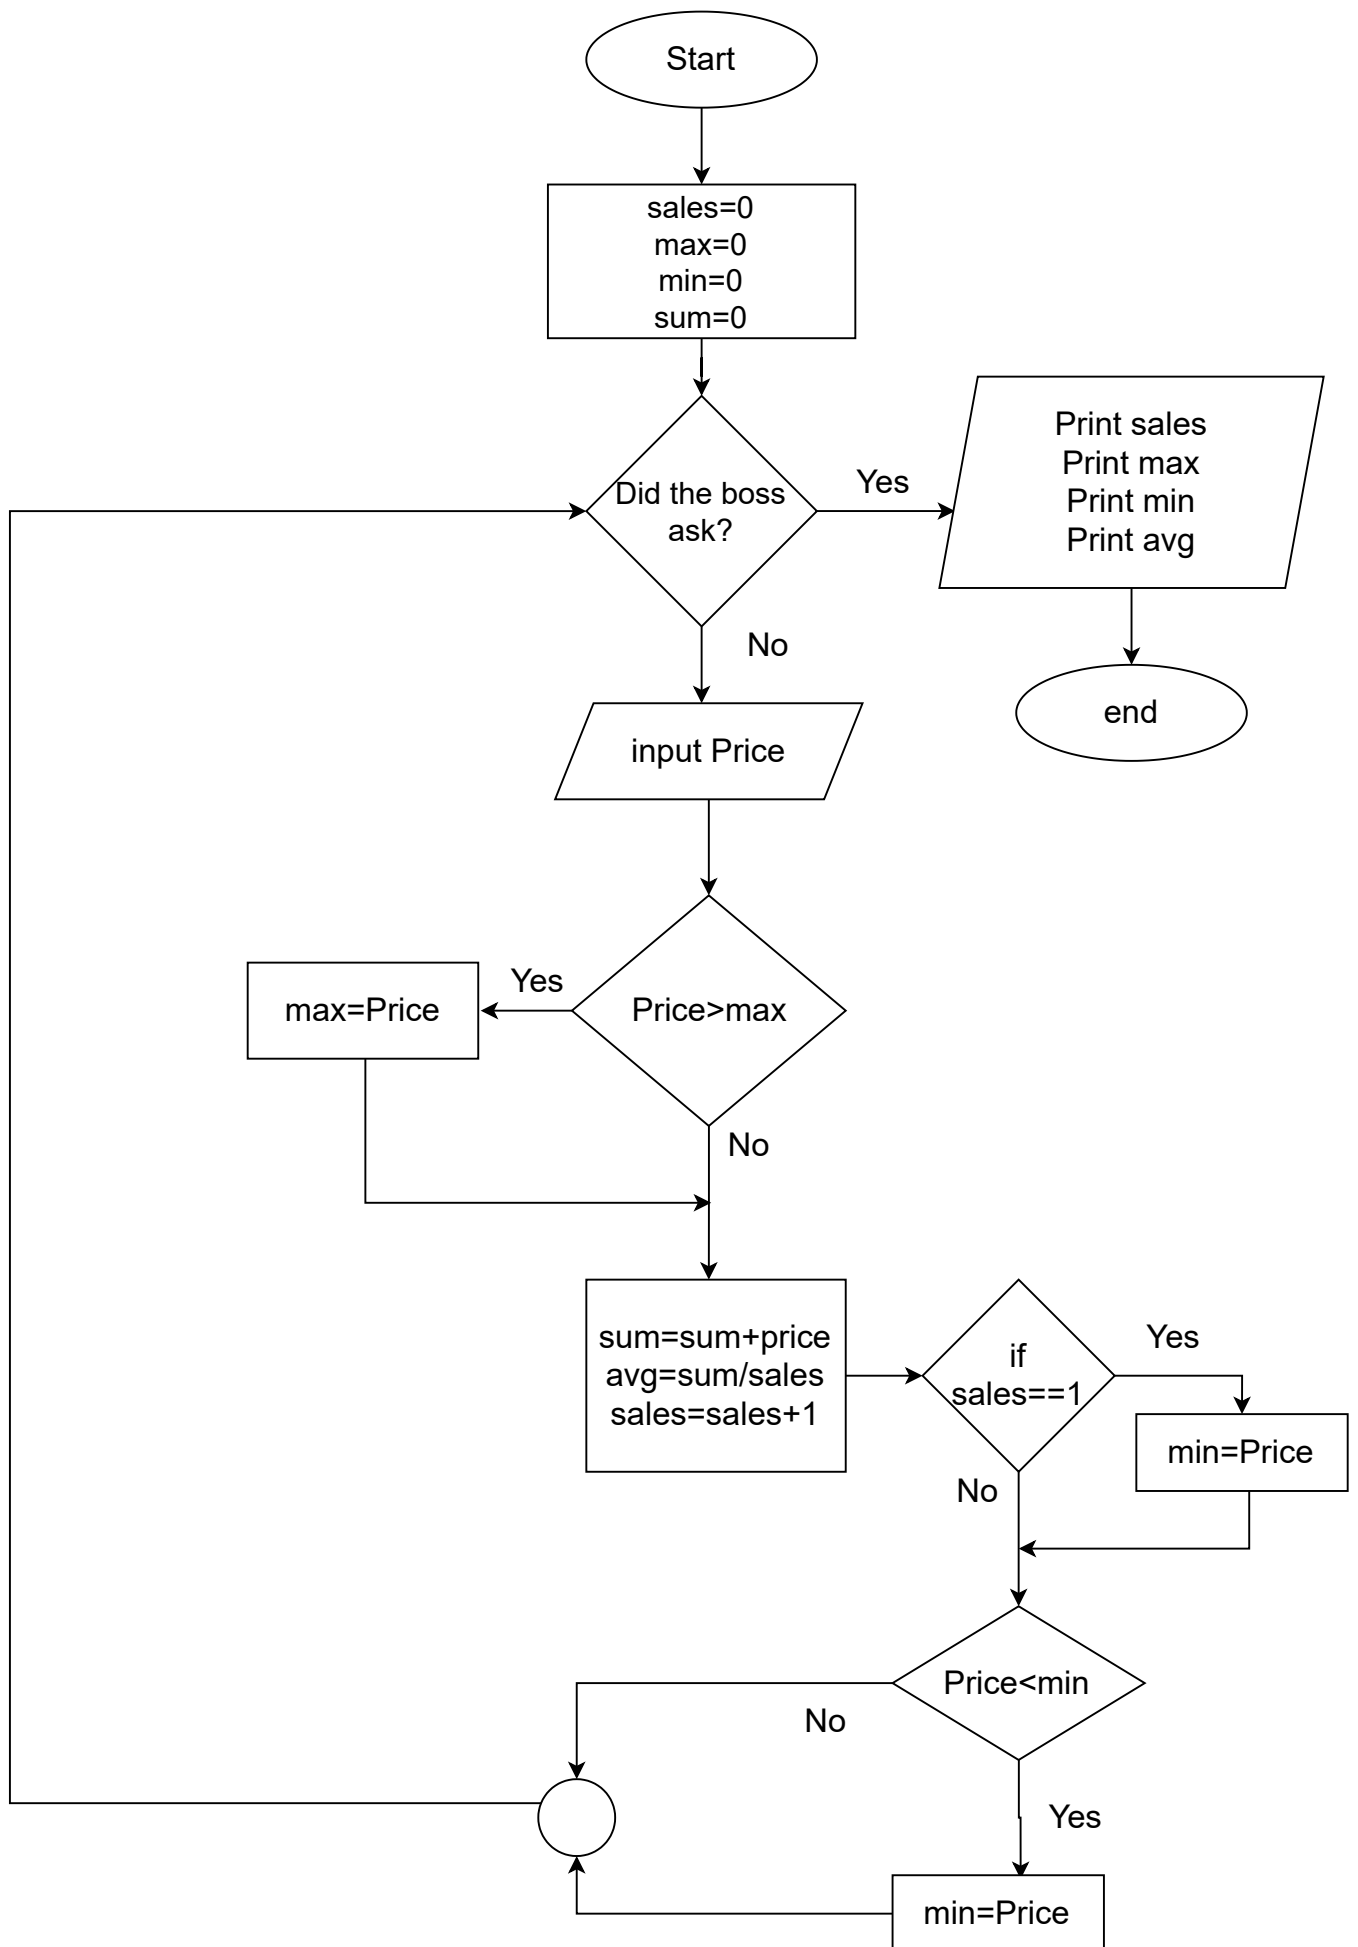 Start
sales=0
max=0
min=0
sum=0
Did the boss
ask?
Yes
Print sales
Print max
Print min
Print avg
No
end
input Price
Price>max
Yes
max=Price
No
sum=sum+price
avg=sum/sales
sales=sales+1
if
sales==1
Yes
min=Price
No
Price<min
No
Yes
min=Price